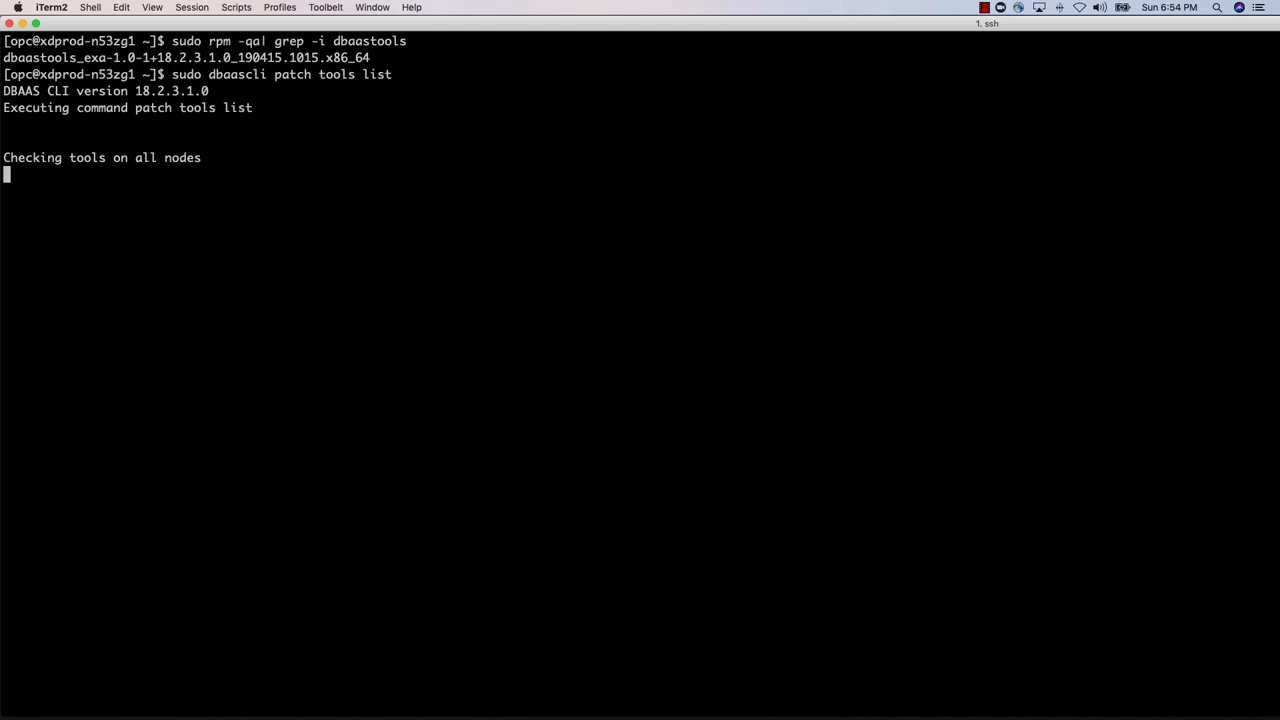 iTerm2 Shell Edit View Session Scripts Profiles Toolbelt Window Help Sun 6:54 PM
1. ssh
[opc@xdprod-n53zg1 ~]$ sudo rpm -qa| grep -i dbaastools
dbaastools_exa-1.0-1+18.2.3.1.0_190415.1015.x86_64
[opc@xdprod-n53zg1 ~]$ sudo dbaascli patch tools list
DBAAS CLI version 18.2.3.1.0
Executing command patch tools list
Checking tools on all nodes